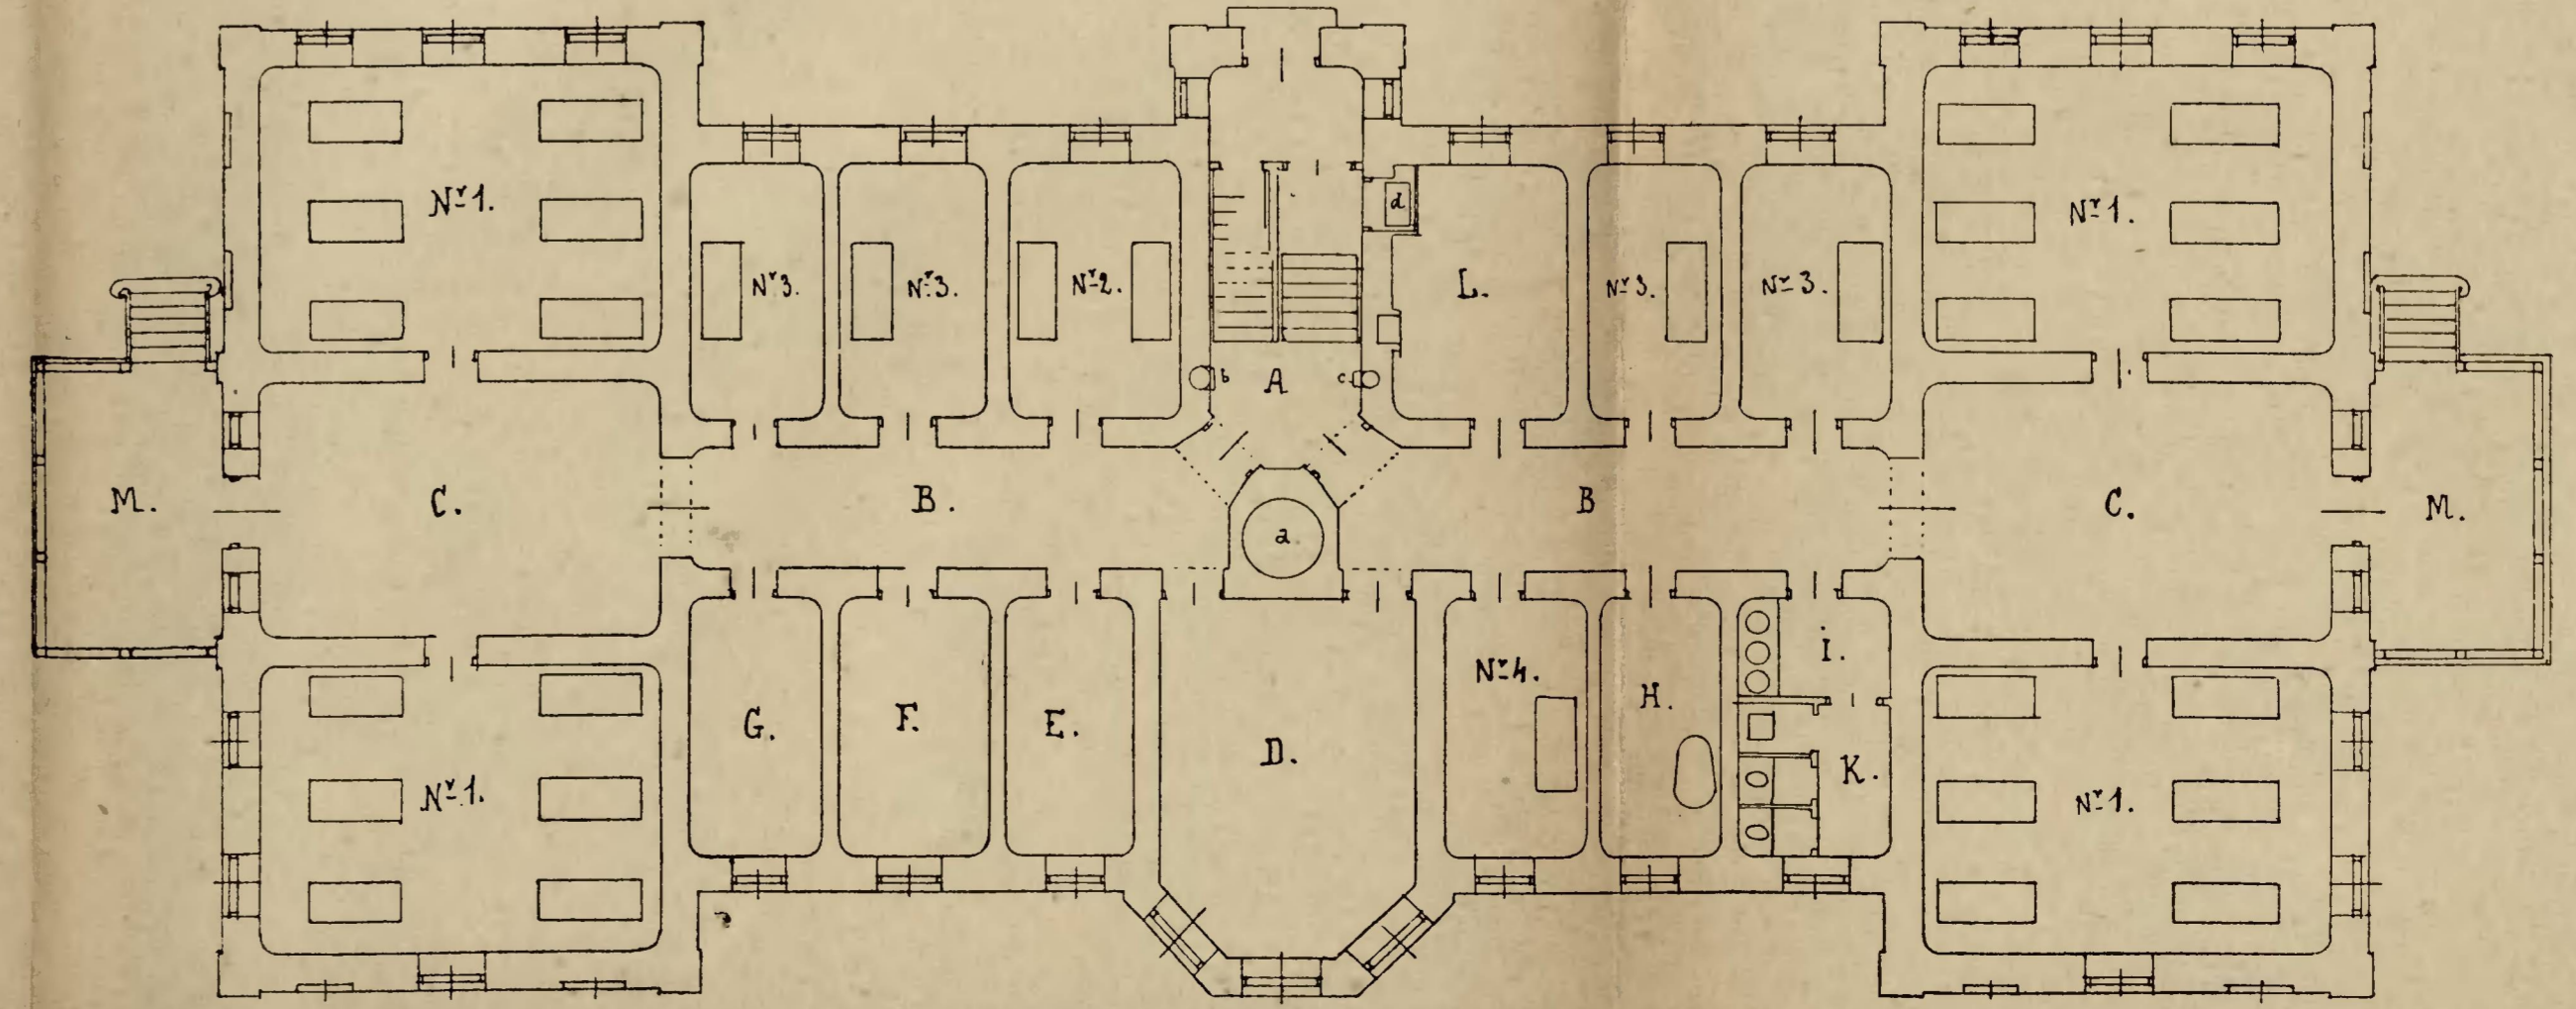 Nr 1.
Nr 3.
Nr 3.
Nr 2.
d
L.
Nr 3.
Nr 3.
Nr 1.
b
A
c
M.
C.
B.
a
B
C.
M.
G.
F.
E.
D.
Nr 4.
H.
i.
K.
Nr 1.
Nr 1.